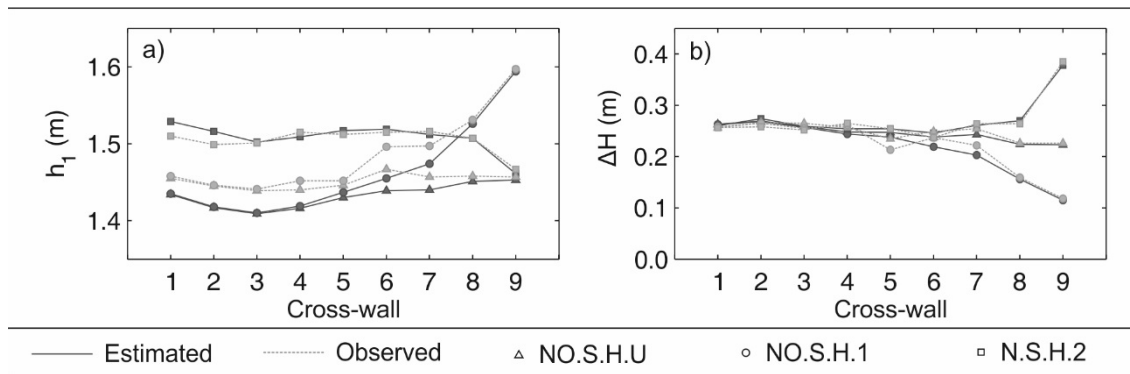 a)
1.6
1.5
1.4
h1 (m)
1 2 3 4 5 6 7 8 9
Cross-wall
b)
0.4
0.3
0.2
0.1
0.0
ΔH (m)
1 2 3 4 5 6 7 8 9
Cross-wall
Estimated Observed NO.S.H.U NO.S.H.1 N.S.H.2